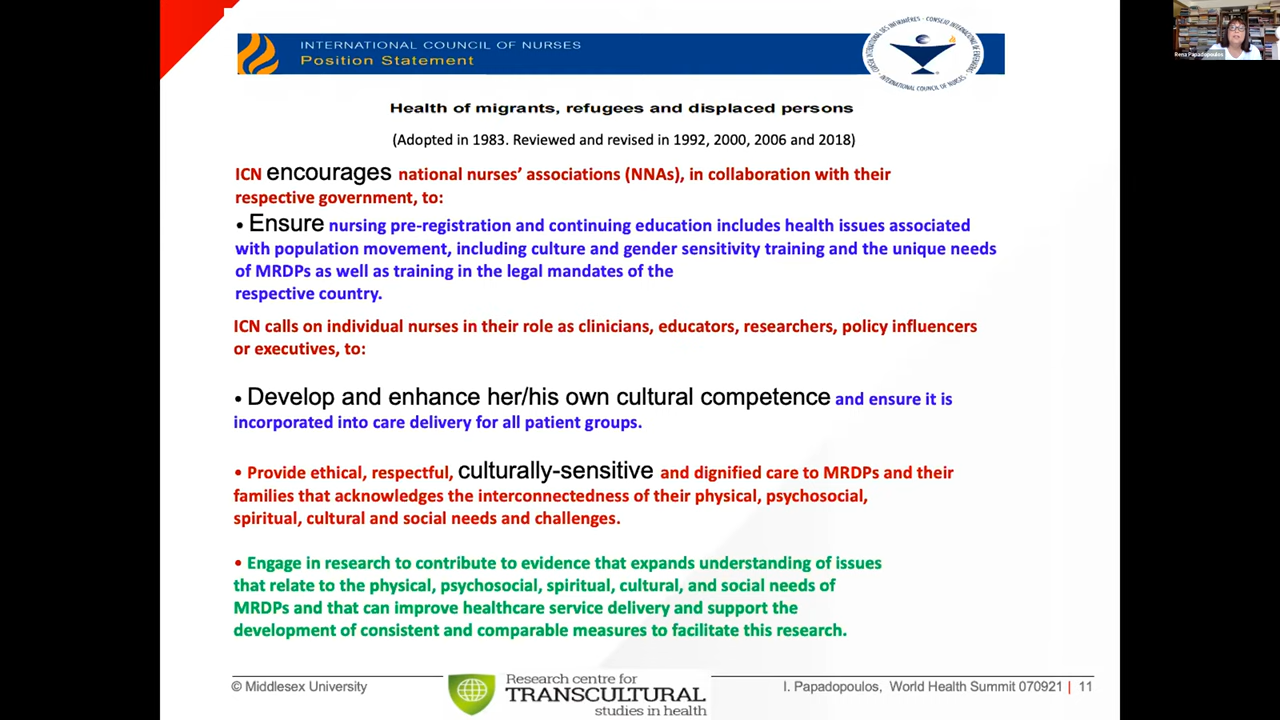 INTERNATIONAL COUNCIL OF NURSES
Position Statement
Health of migrants, refugees and displaced persons
(Adopted in 1983. Reviewed and revised in 1992, 2000, 2006 and 2018)
ICN encourages national nurses’ associations (NNAs), in collaboration with their
respective government, to:
• Ensure nursing pre-registration and continuing education includes health issues associated
with population movement, including culture and gender sensitivity training and the unique needs
of MRDPs as well as training in the legal mandates of the
respective country.
ICN calls on individual nurses in their role as clinicians, educators, researchers, policy influencers
or executives, to:
• Develop and enhance her/his own cultural competence and ensure it is
incorporated into care delivery for all patient groups.
• Provide ethical, respectful, culturally-sensitive and dignified care to MRDPs and their
families that acknowledges the interconnectedness of their physical, psychosocial,
spiritual, cultural and social needs and challenges.
• Engage in research to contribute to evidence that expands understanding of issues
that relate to the physical, psychosocial, spiritual, cultural, and social needs of
MRDPs and that can improve healthcare service delivery and support the
development of consistent and comparable measures to facilitate this research.
© Middlesex University
Research centre for
TRANSCULTURAL
studies in health
I. Papadopoulos, World Health Summit 070921 | 11
Rena Papadopoulos